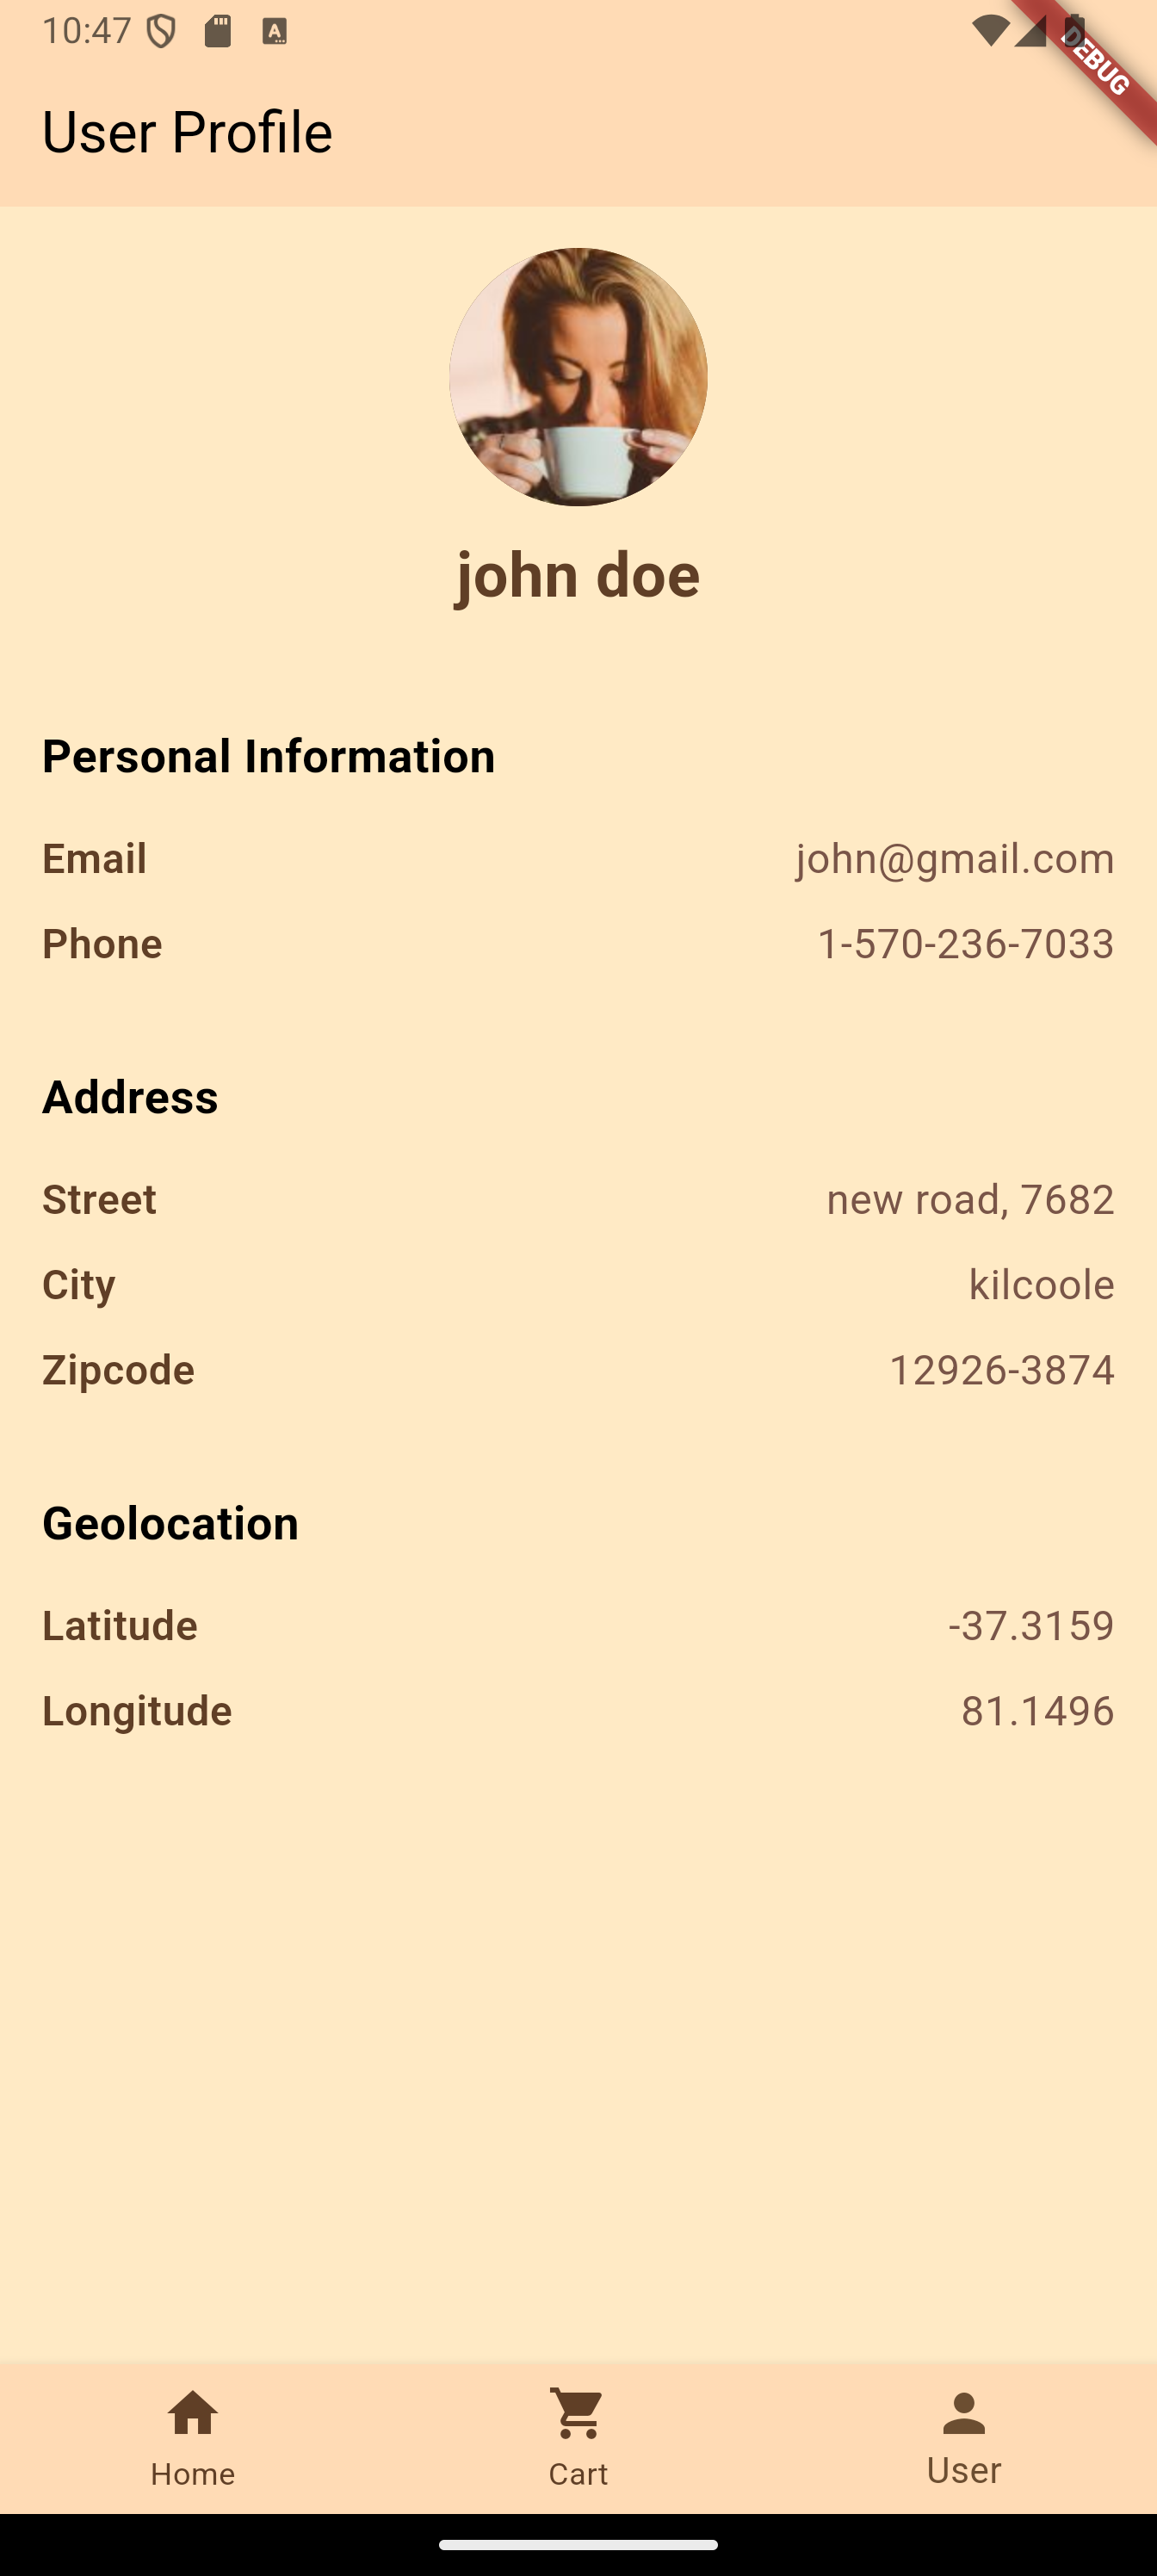 10:47
DEBUG
User Profile
john doe
Personal Information
Email john@gmail.com
Phone 1-570-236-7033
Address
Street new road, 7682
City kilcoole
Zipcode 12926-3874
Geolocation
Latitude -37.3159
Longitude 81.1496
Home Cart User